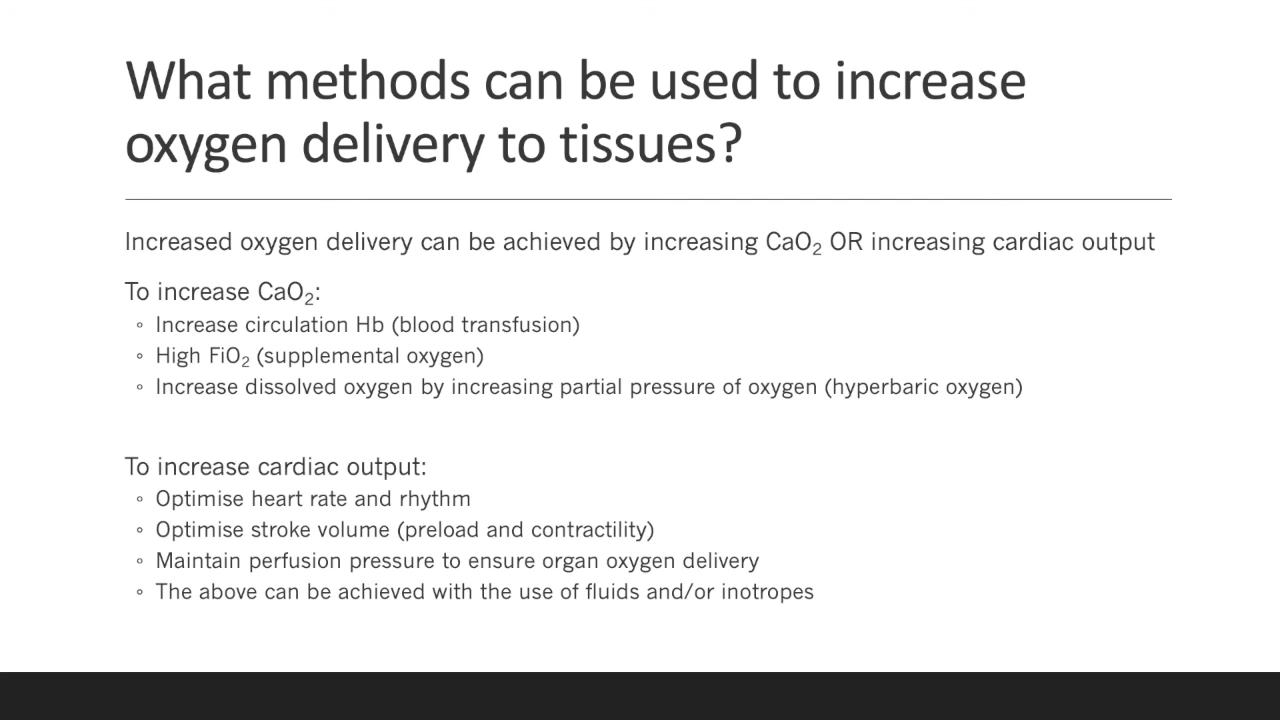 What methods can be used to increase
oxygen delivery to tissues?
Increased oxygen delivery can be achieved by increasing CaO₂ OR increasing cardiac output
To increase CaO₂:
◦ Increase circulation Hb (blood transfusion)
◦ High FiO₂ (supplemental oxygen)
◦ Increase dissolved oxygen by increasing partial pressure of oxygen (hyperbaric oxygen)
To increase cardiac output:
◦ Optimise heart rate and rhythm
◦ Optimise stroke volume (preload and contractility)
◦ Maintain perfusion pressure to ensure organ oxygen delivery
◦ The above can be achieved with the use of fluids and/or inotropes